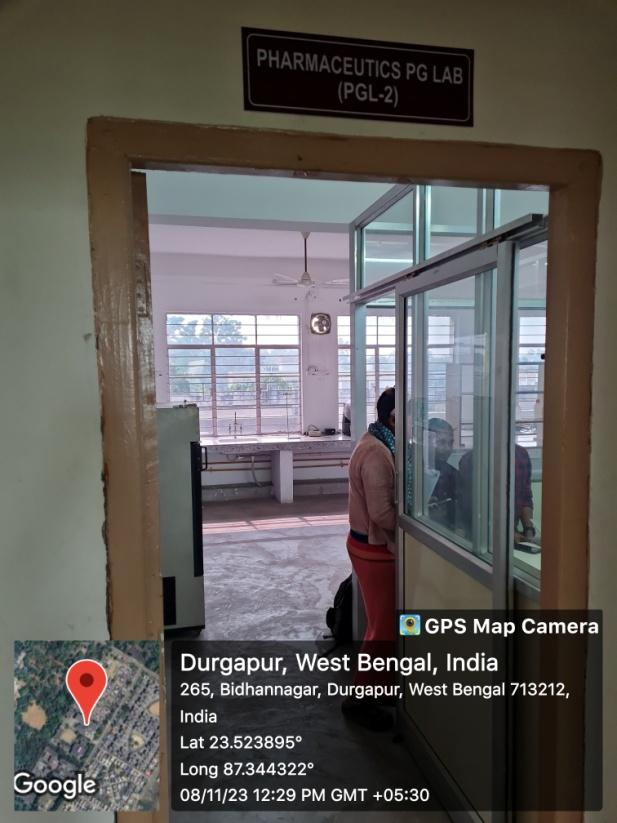 PHARMACEUTICS PG LAB
(PGL-2)
GPS Map Camera
Durgapur, West Bengal, India
265, Bidhannagar, Durgapur, West Bengal 713212,
India
Lat 23.523895°
Long 87.344322°
08/11/23 12:29 PM GMT +05:30
Google